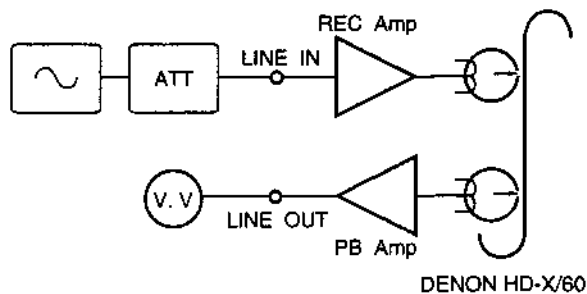 REC Amp
LINE IN
ATT
V. V
LINE OUT
PB Amp
DENON HD-X/60